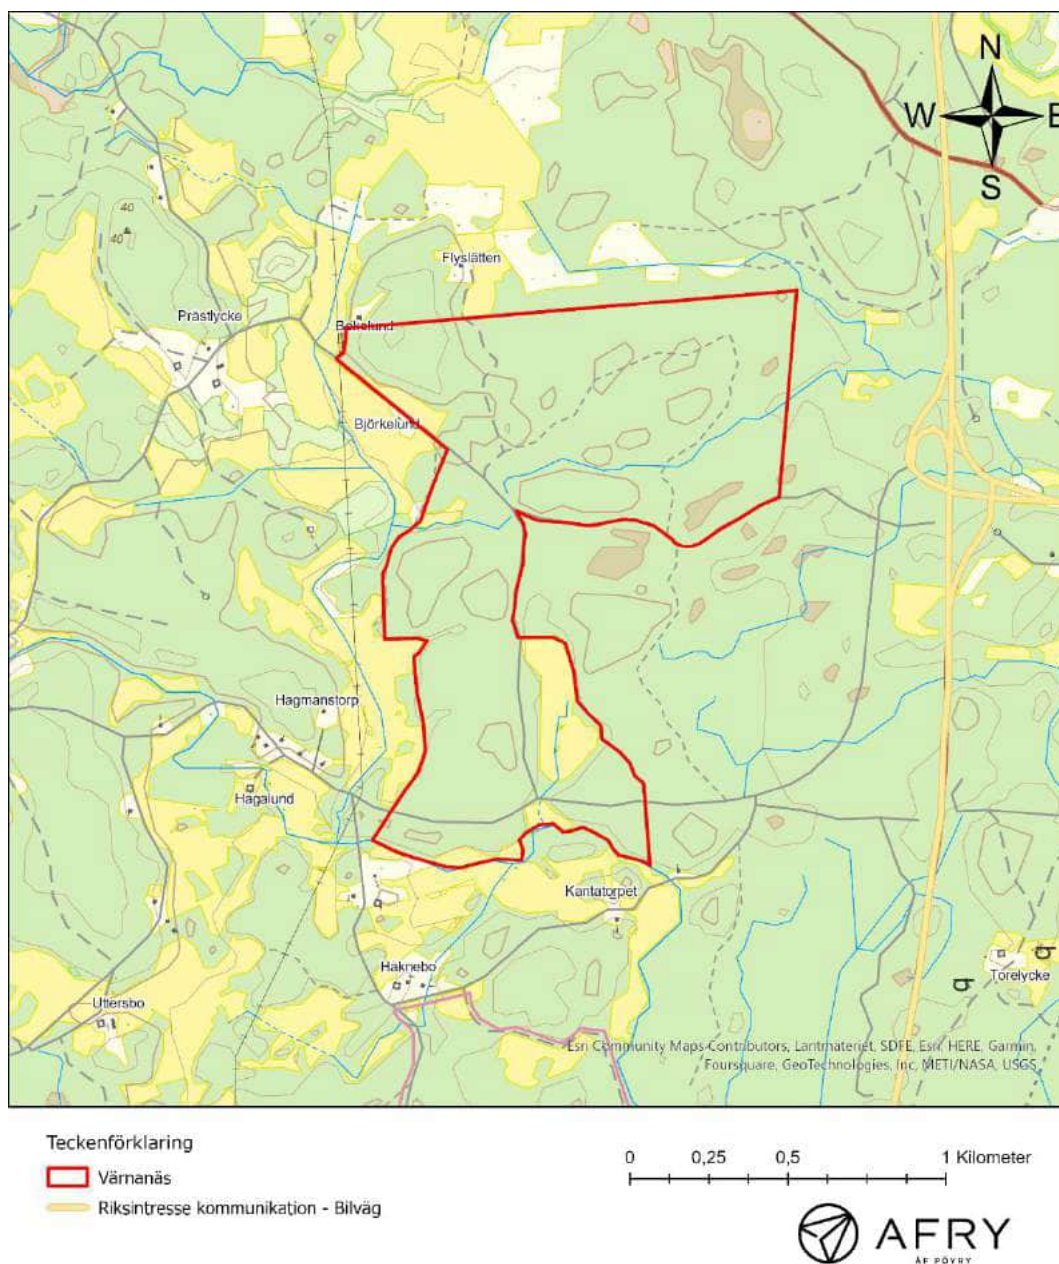 N
W E
S
40
40
Flyslätten
Prästlycke
Bokelund
Björkelund
Hagmanstorp
Hagalund
Kantatorpet
Haknebo
Uttersbo
Torelycke
q
q
Esri Community Maps Contributors, Lantmäteriet, SDFE, Esri, HERE, Garmin,
Foursquare, GeoTechnologies, Inc, METI/NASA, USGS
Teckenförklaring
Värnanäs
Riksintresse kommunikation - Bilväg
0 0,25 0,5 1 Kilometer
AFRY
ÅF PÖYRY